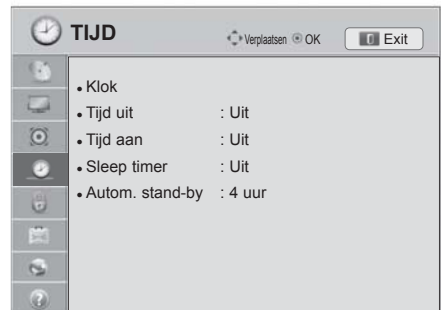 TIJD Verplaatsen OK Exit
• Klok
• Tijd uit : Uit
• Tijd aan : Uit
• Sleep timer : Uit
• Autom. stand-by : 4 uur